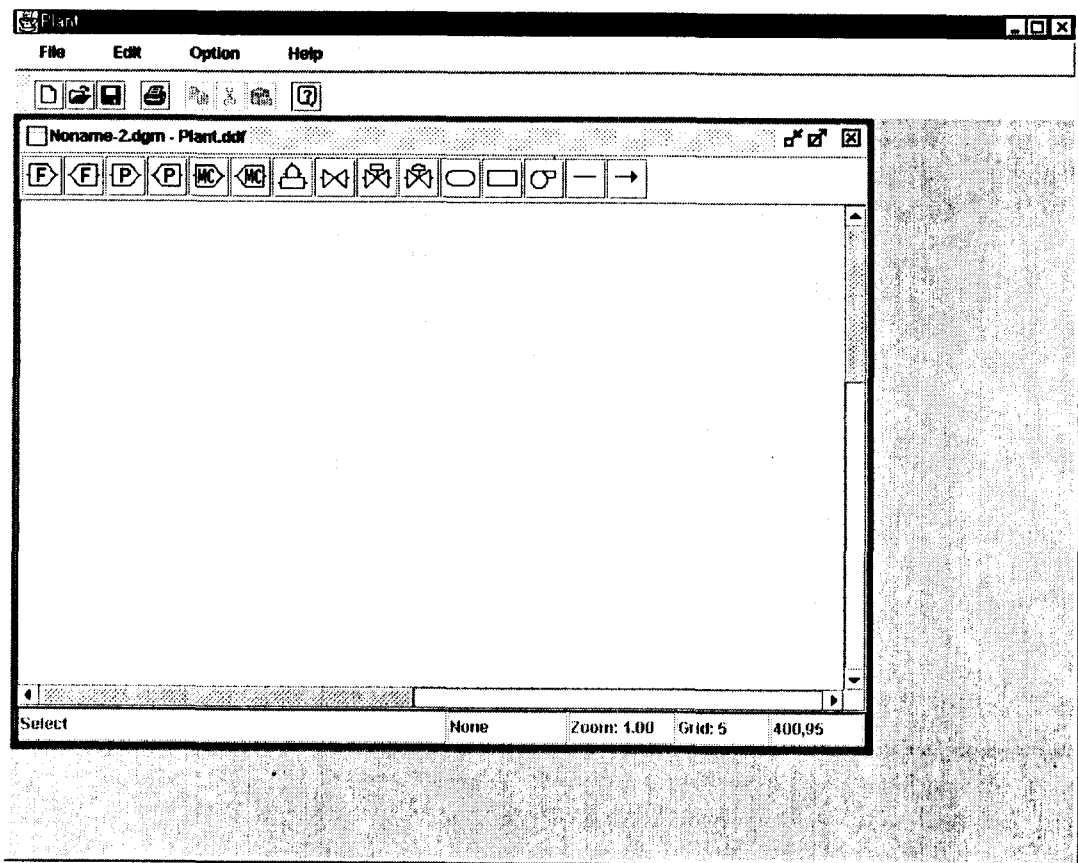 Plant
File Edit Option Help
Noname-2.dgm - Plant.ddf
F F P P MC MC
Select None Zoom: 1.00 Grid: 5 400,95